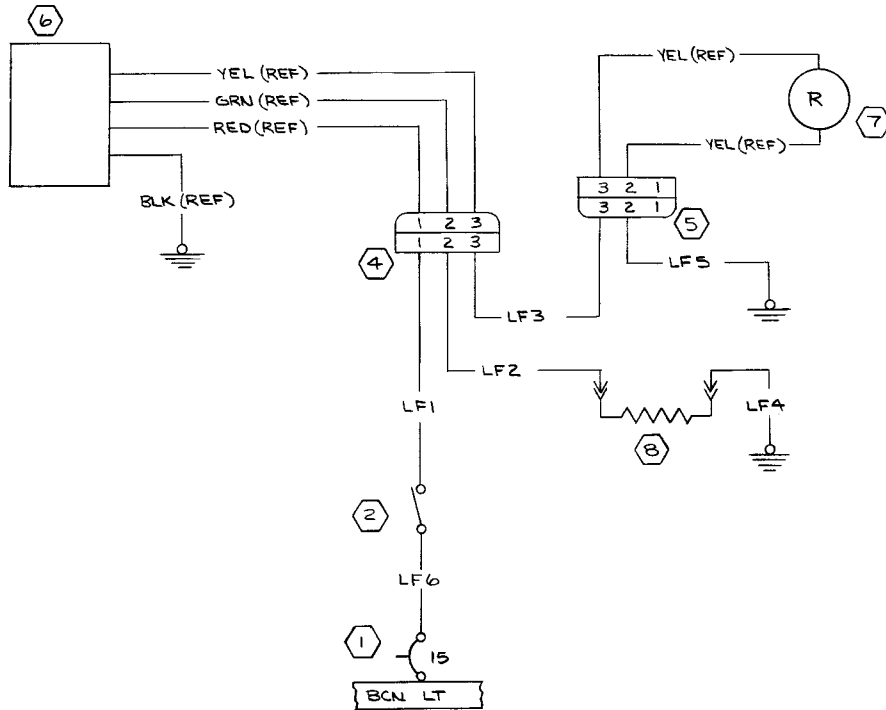 6
YEL (REF)
GRN (REF)
RED (REF)
BLK (REF)
YEL (REF)
R
7
YEL (REF)
3 2 1
3 2 1
5
1 2 3
1 2 3
4
LF5
LF3
LF2
LF4
8
LF1
2
LF6
1
15
BCN LT